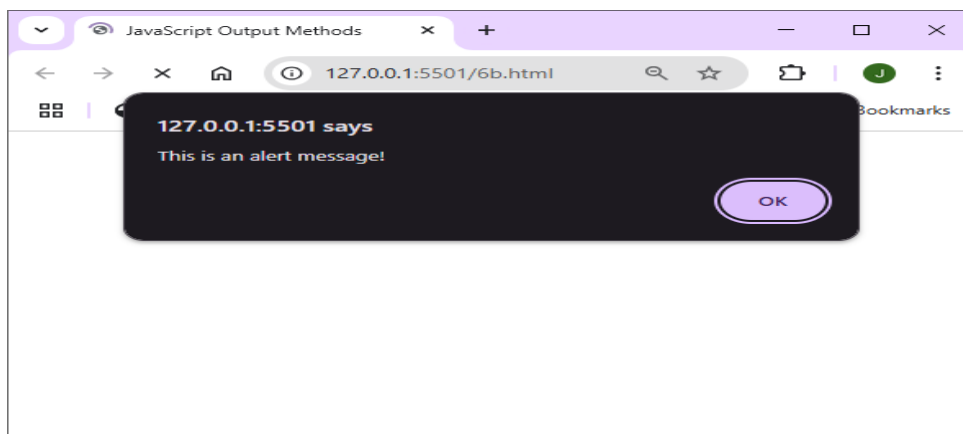 JavaScript Output Methods
127.0.0.1:5501/6b.html
J
Bookmarks
127.0.0.1:5501 says
This is an alert message!
OK